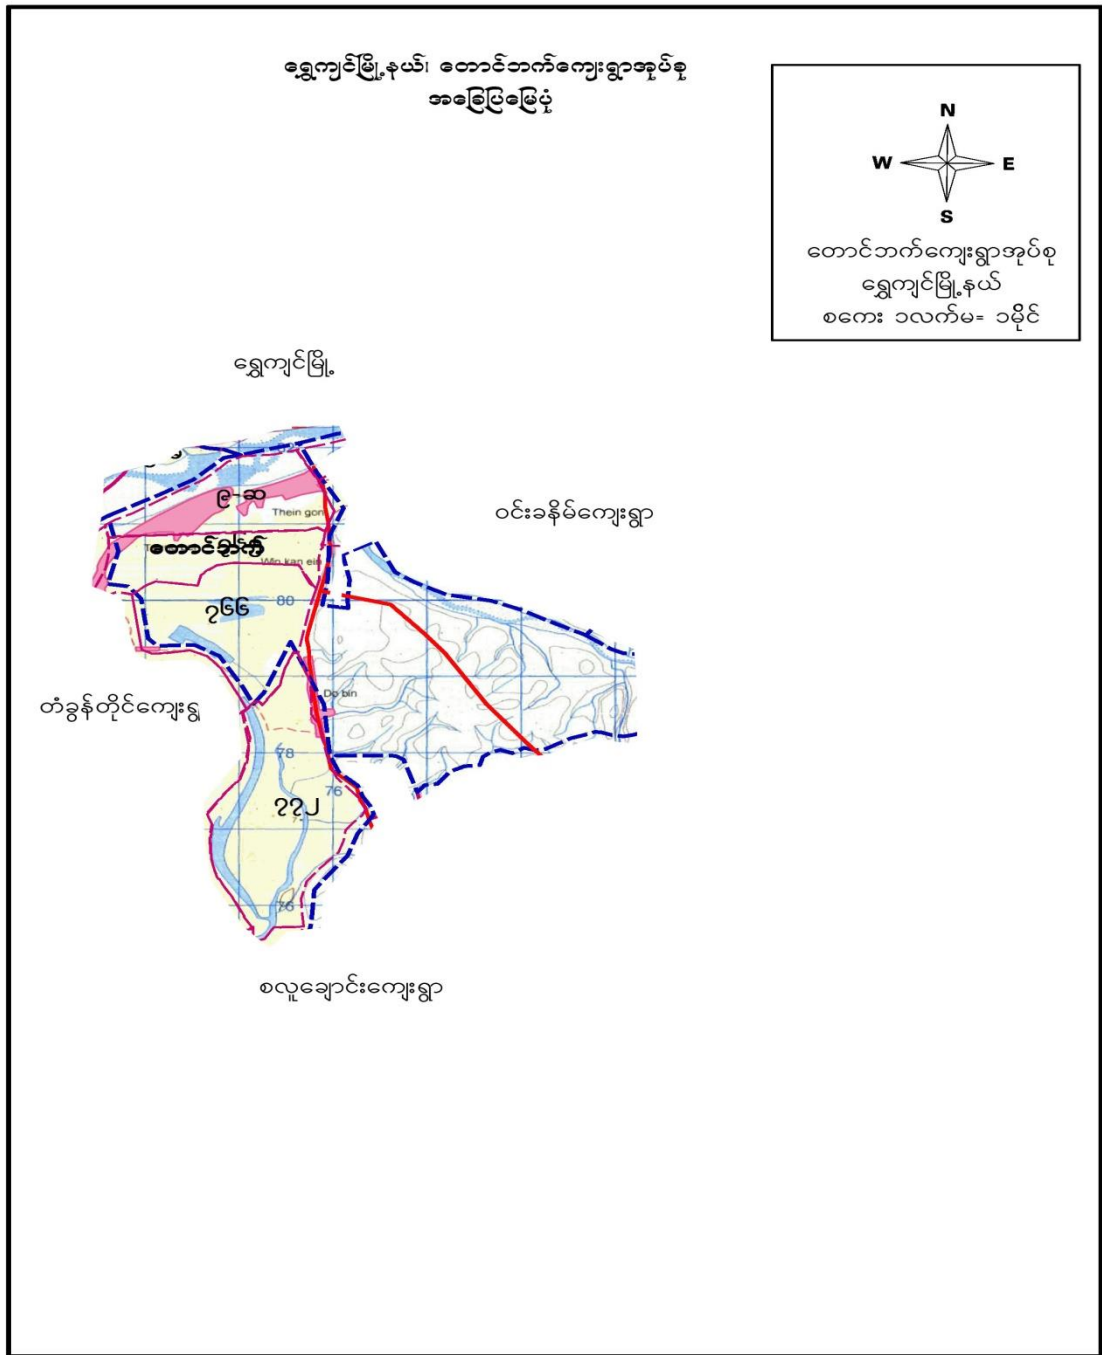 ရွှေကျင်မြို့နယ်၊ တောင်ဘက်ကျေးရွာအုပ်စု
အခြေပြမြေပုံ
N
W E
S
တောင်ဘက်ကျေးရွာအုပ်စု
ရွှေကျင်မြို့နယ်
စကေး ၁လက်မ= ၁မိုင်
ရွှေကျင်မြို့
၉-ဆ
Thein gon
ဝင်းခနိမ်ကျေးရွာ
တောင်ဘက်
Win kan ein
80
၇၆၆
Do bin
တံခွန်တိုင်ကျေးရွ
78
76
၇၇၂
76
စလူချောင်းကျေးရွာ